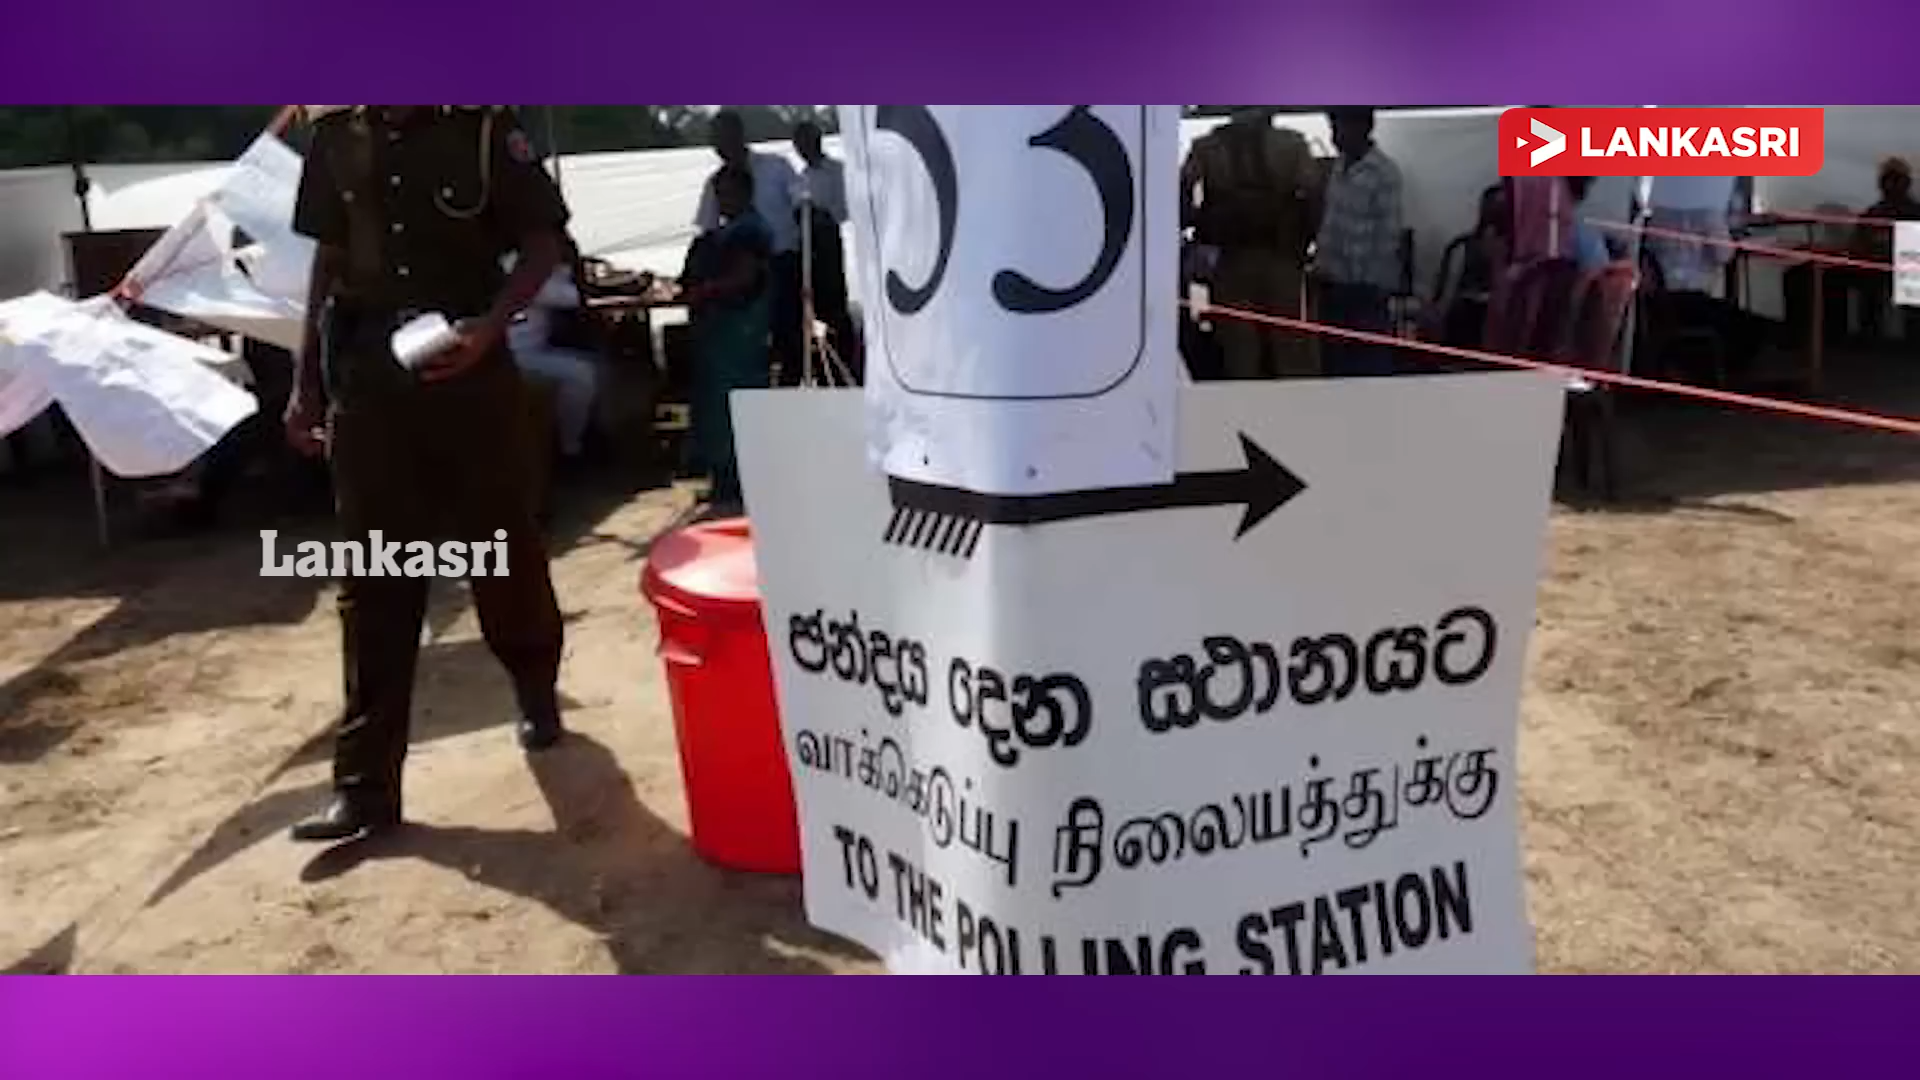 LANKASRI
Lankasri
ඡන්දය දෙන ස්ථානයට
வாக்கெடுப்பு நிலையத்துக்கு
TO THE POLLING STATION